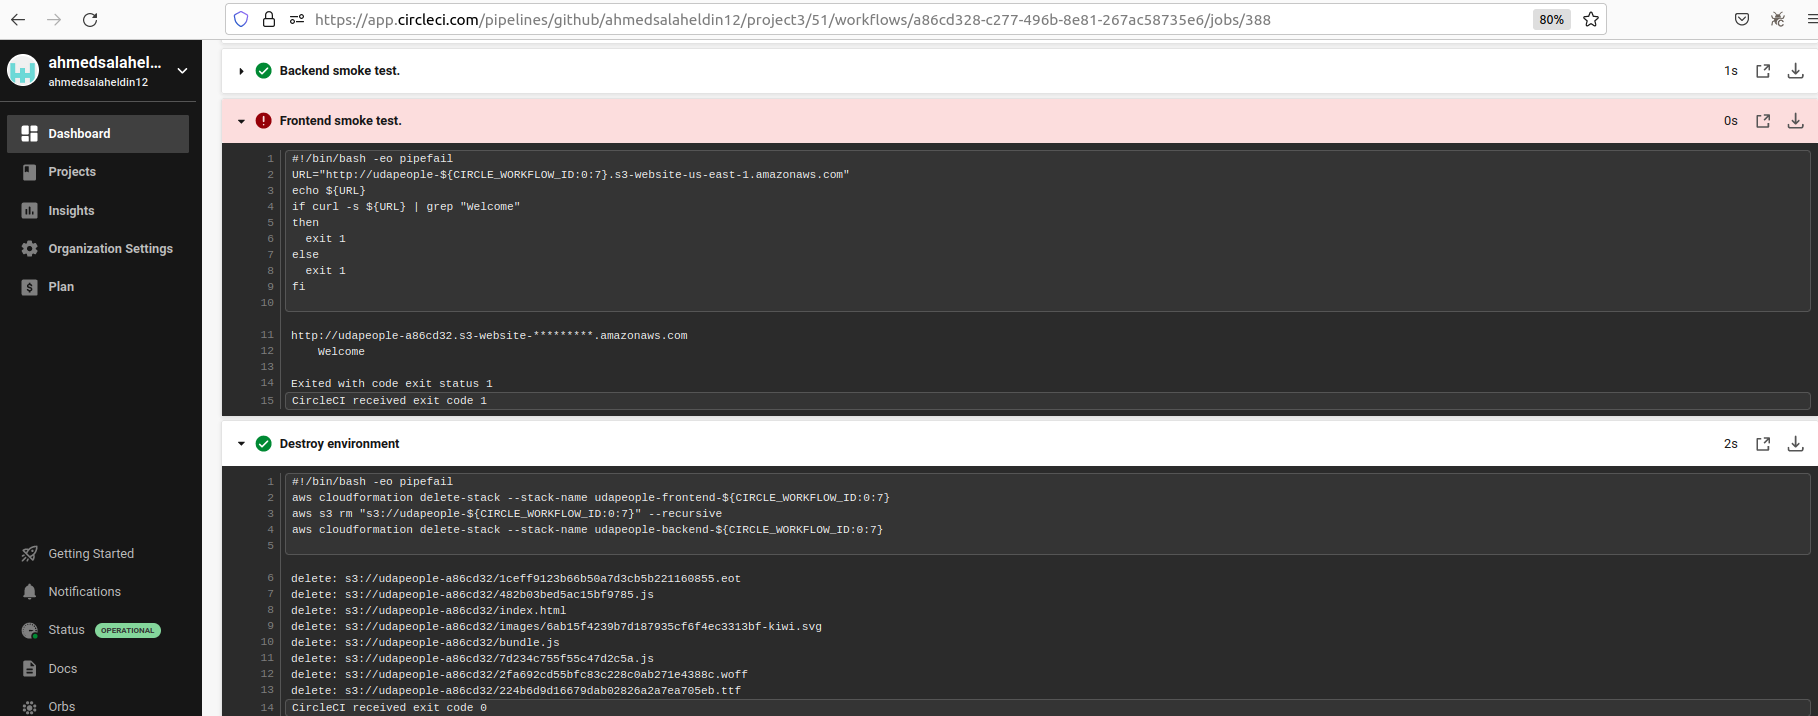 https://app.circleci.com/pipelines/github/ahmedsalaheldin12/project3/51/workflows/a86cd328-c277-496b-8e81-267ac58735e6/jobs/388
80%
ahmedsalahel...
ahmedsalaheldin12
Dashboard
Projects
Insights
Organization Settings
Plan
Getting Started
Notifications
Status OPERATIONAL
Docs
Orbs
Backend smoke test. 1s
Frontend smoke test. 0s
1 #!/bin/bash -eo pipefail
2 URL="http://udapeople-${CIRCLE_WORKFLOW_ID:0:7}.s3-website-us-east-1.amazonaws.com"
3 echo ${URL}
4 if curl -s ${URL} | grep "Welcome"
5 then
6 exit 1
7 else
8 exit 1
9 fi
10
11 http://udapeople-a86cd32.s3-website-*********.amazonaws.com
12 Welcome
13
14 Exited with code exit status 1
15 CircleCI received exit code 1
Destroy environment 2s
1 #!/bin/bash -eo pipefail
2 aws cloudformation delete-stack --stack-name udapeople-frontend-${CIRCLE_WORKFLOW_ID:0:7}
3 aws s3 rm "s3://udapeople-${CIRCLE_WORKFLOW_ID:0:7}" --recursive
4 aws cloudformation delete-stack --stack-name udapeople-backend-${CIRCLE_WORKFLOW_ID:0:7}
5
6 delete: s3://udapeople-a86cd32/1ceff9123b66b50a7d3cb5b221160855.eot
7 delete: s3://udapeople-a86cd32/482b03bed5ac15bf9785.js
8 delete: s3://udapeople-a86cd32/index.html
9 delete: s3://udapeople-a86cd32/images/6ab15f4239b7d187935cf6f4ec3313bf-kiwi.svg
10 delete: s3://udapeople-a86cd32/bundle.js
11 delete: s3://udapeople-a86cd32/7d234c755f55c47d2c5a.js
12 delete: s3://udapeople-a86cd32/2fa692cd55bfc83c228c0ab271e4388c.woff
13 delete: s3://udapeople-a86cd32/224b6d9d16679dab02826a2a7ea705eb.ttf
14 CircleCI received exit code 0